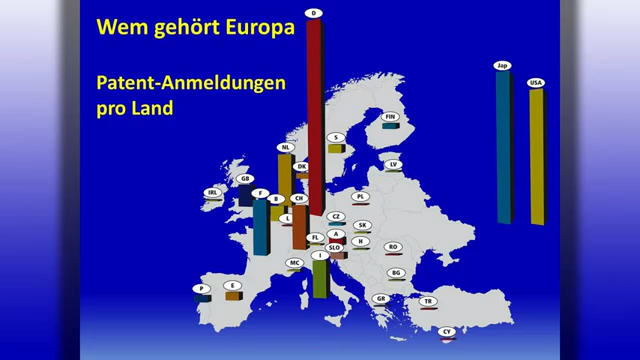 Wem gehört Europa
Patent-Anmeldungen
pro Land
D
Jap
USA
FIN
S
NL
DK
LV
GB
IRL
F
B
CH
PL
L
CZ
SK
FL
A
H
SLO
RO
I
MC
BG
P
E
GR
TR
CY